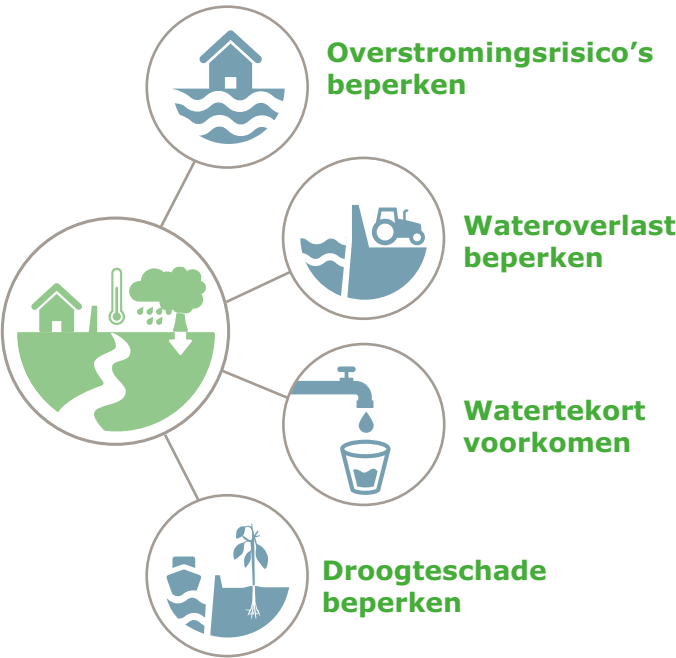 Overstromingsrisico’s
beperken
Wateroverlast
beperken
Watertekort
voorkomen
Droogteschade
beperken